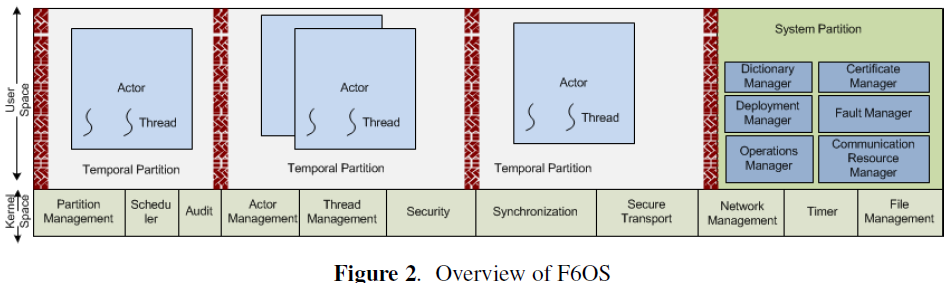 User
Space
Actor
Thread
Temporal Partition
Actor
Thread
Temporal Partition
Actor
Thread
Temporal Partition
System Partition
Dictionary
Manager
Certificate
Manager
Deployment
Manager
Fault Manager
Operations
Manager
Communication
Resource
Manager
Kernel
Space
Partition
Management
Schedu
ler
Audit
Actor
Management
Thread
Management
Security
Synchronization
Secure
Transport
Network
Management
Timer
File
Management
Figure 2. Overview of F6OS